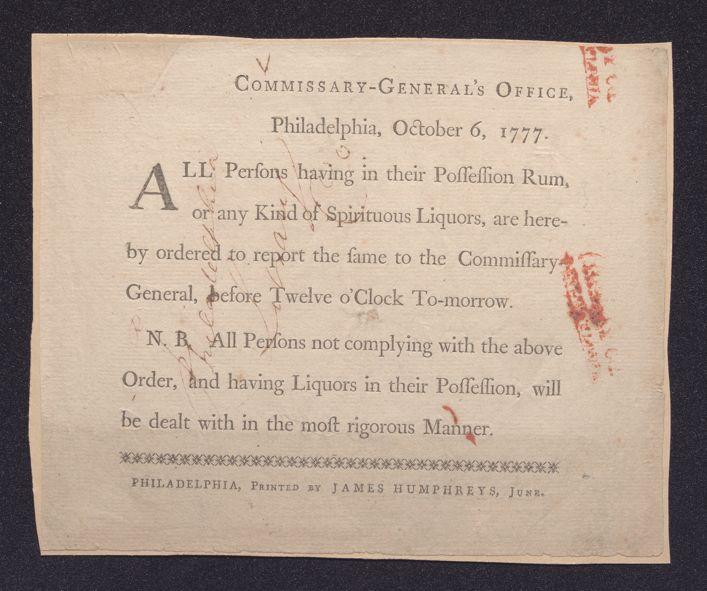 COMMISSARY-GENERAL'S OFFICE,
Philadelphia, October 6, 1777.
ALL Perſons having in their Poſſeſſion Rum,
or any Kind of Spirituous Liquors, are here-
by ordered to report the ſame to the Commiſſary-
General, before Twelve o'Clock To-morrow.
N. B. All Perſons not complying with the above
Order, and having Liquors in their Poſſeſſion, will
be dealt with in the moſt rigorous Manner.
PHILADELPHIA, PRINTED BY JAMES HUMPHREYS, JUNR.
Philadelphia
Library